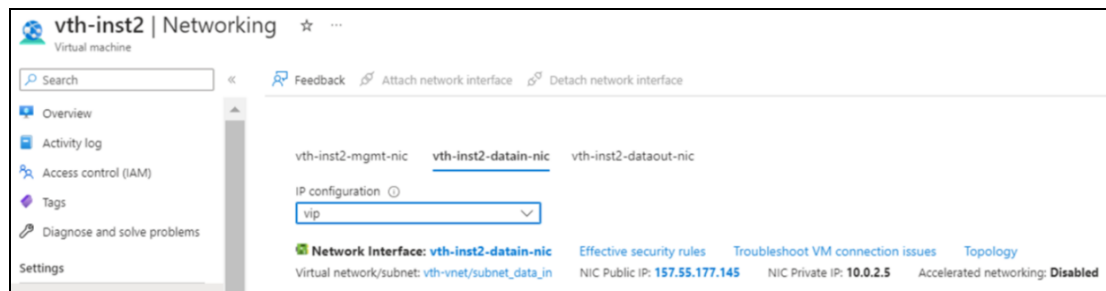 vth-inst2 | Networking ☆ ...
Virtual machine
Search «
Feedback Attach network interface Detach network interface
Overview
Activity log
Access control (IAM)
Tags
Diagnose and solve problems
Settings
vth-inst2-mgmt-nic vth-inst2-datain-nic vth-inst2-dataout-nic
IP configuration
vip
Network Interface: vth-inst2-datain-nic Effective security rules Troubleshoot VM connection issues Topology
Virtual network/subnet: vth-vnet/subnet_data_in NIC Public IP: 157.55.177.145 NIC Private IP: 10.0.2.5 Accelerated networking: Disabled